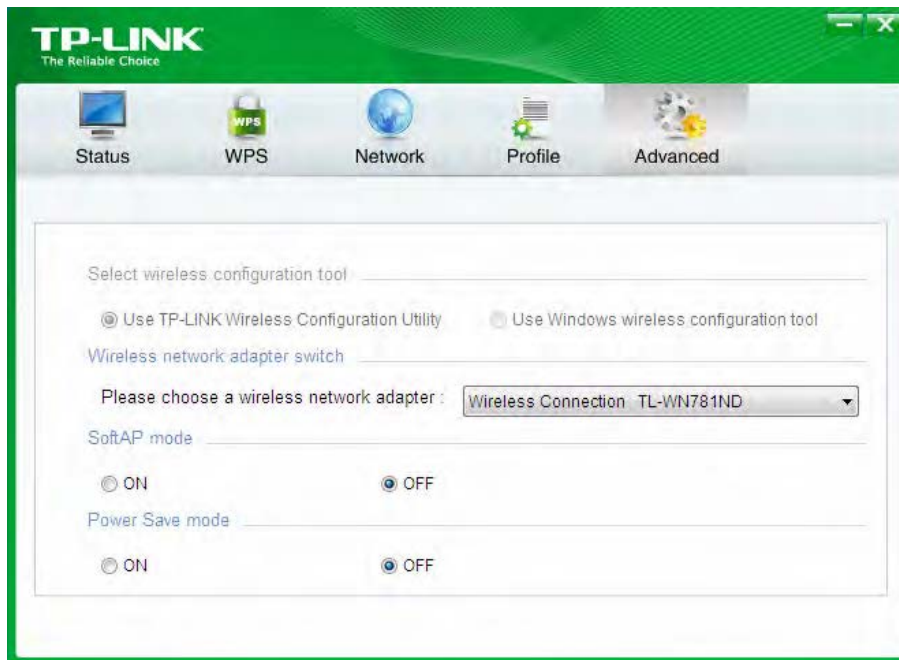 TP-LINK
The Reliable Choice
Status
WPS
WPS
Network
Profile
Advanced
Select wireless configuration tool
Use TP-LINK Wireless Configuration Utility
Use Windows wireless configuration tool
Wireless network adapter switch
Please choose a wireless network adapter :
Wireless Connection TL-WN781ND
SoftAP mode
ON
OFF
Power Save mode
ON
OFF